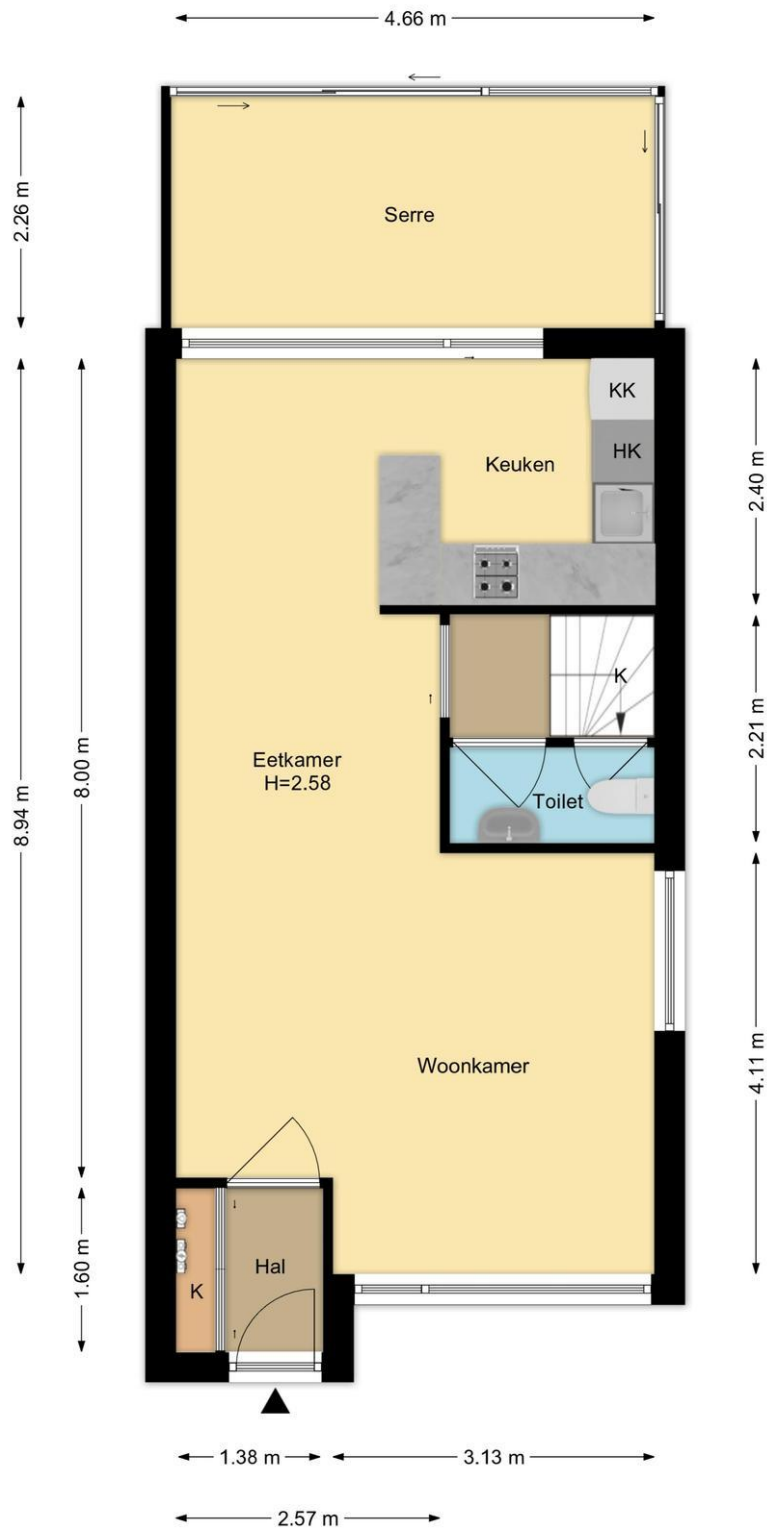 4.66 m
2.26 m
Serre
KK
HK
Keuken
2.40 m
K
2.21 m
Eetkamer
H=2.58
8.00 m
8.94 m
Toilet
Woonkamer
4.11 m
Hal
K
1.60 m
1.38 m
3.13 m
2.57 m